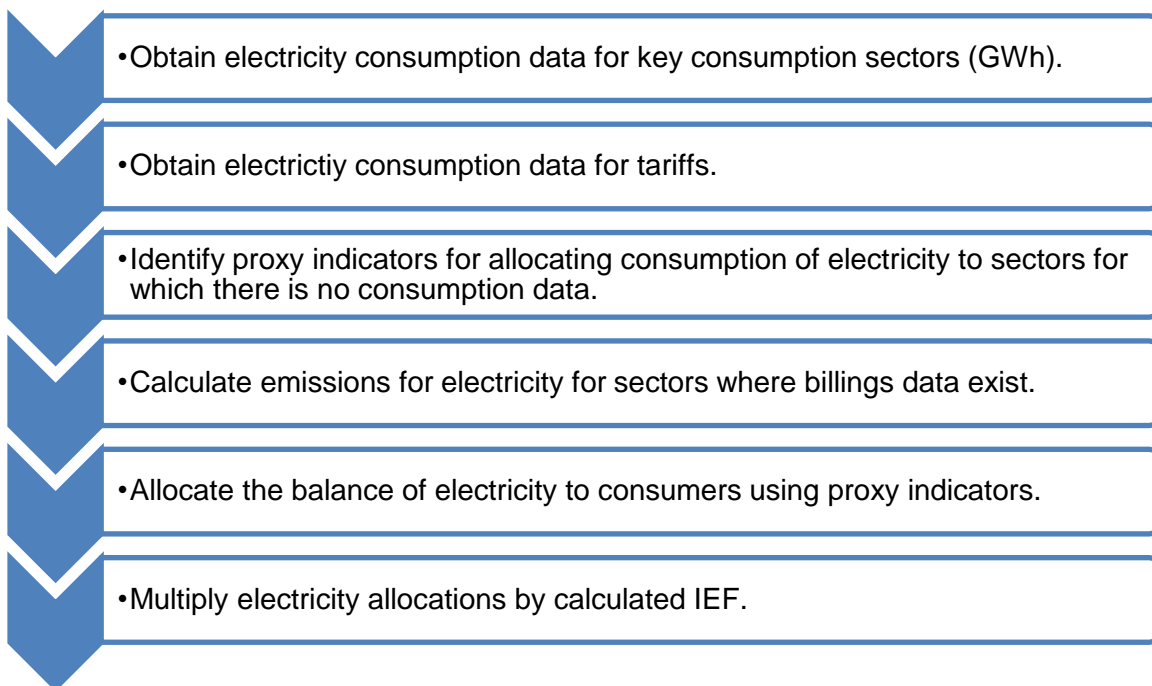 •Obtain electricity consumption data for key consumption sectors (GWh).
•Obtain electrictiy consumption data for tariffs.
•Identify proxy indicators for allocating consumption of electricity to sectors for
which there is no consumption data.
•Calculate emissions for electricity for sectors where billings data exist.
•Allocate the balance of electricity to consumers using proxy indicators.
•Multiply electricity allocations by calculated IEF.